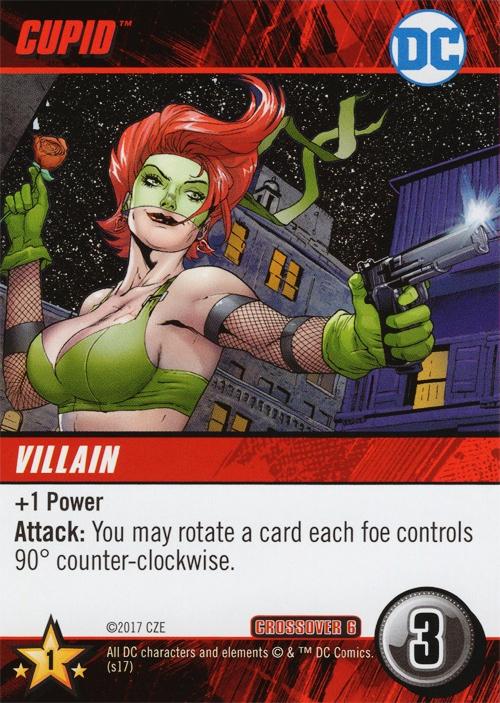 CUPID™
DC
VILLAIN
+1 Power
Attack: You may rotate a card each foe controls
90° counter-clockwise.
1
©2017 CZE
CROSSOVER 6
All DC characters and elements © & ™ DC Comics.
(s17)
3